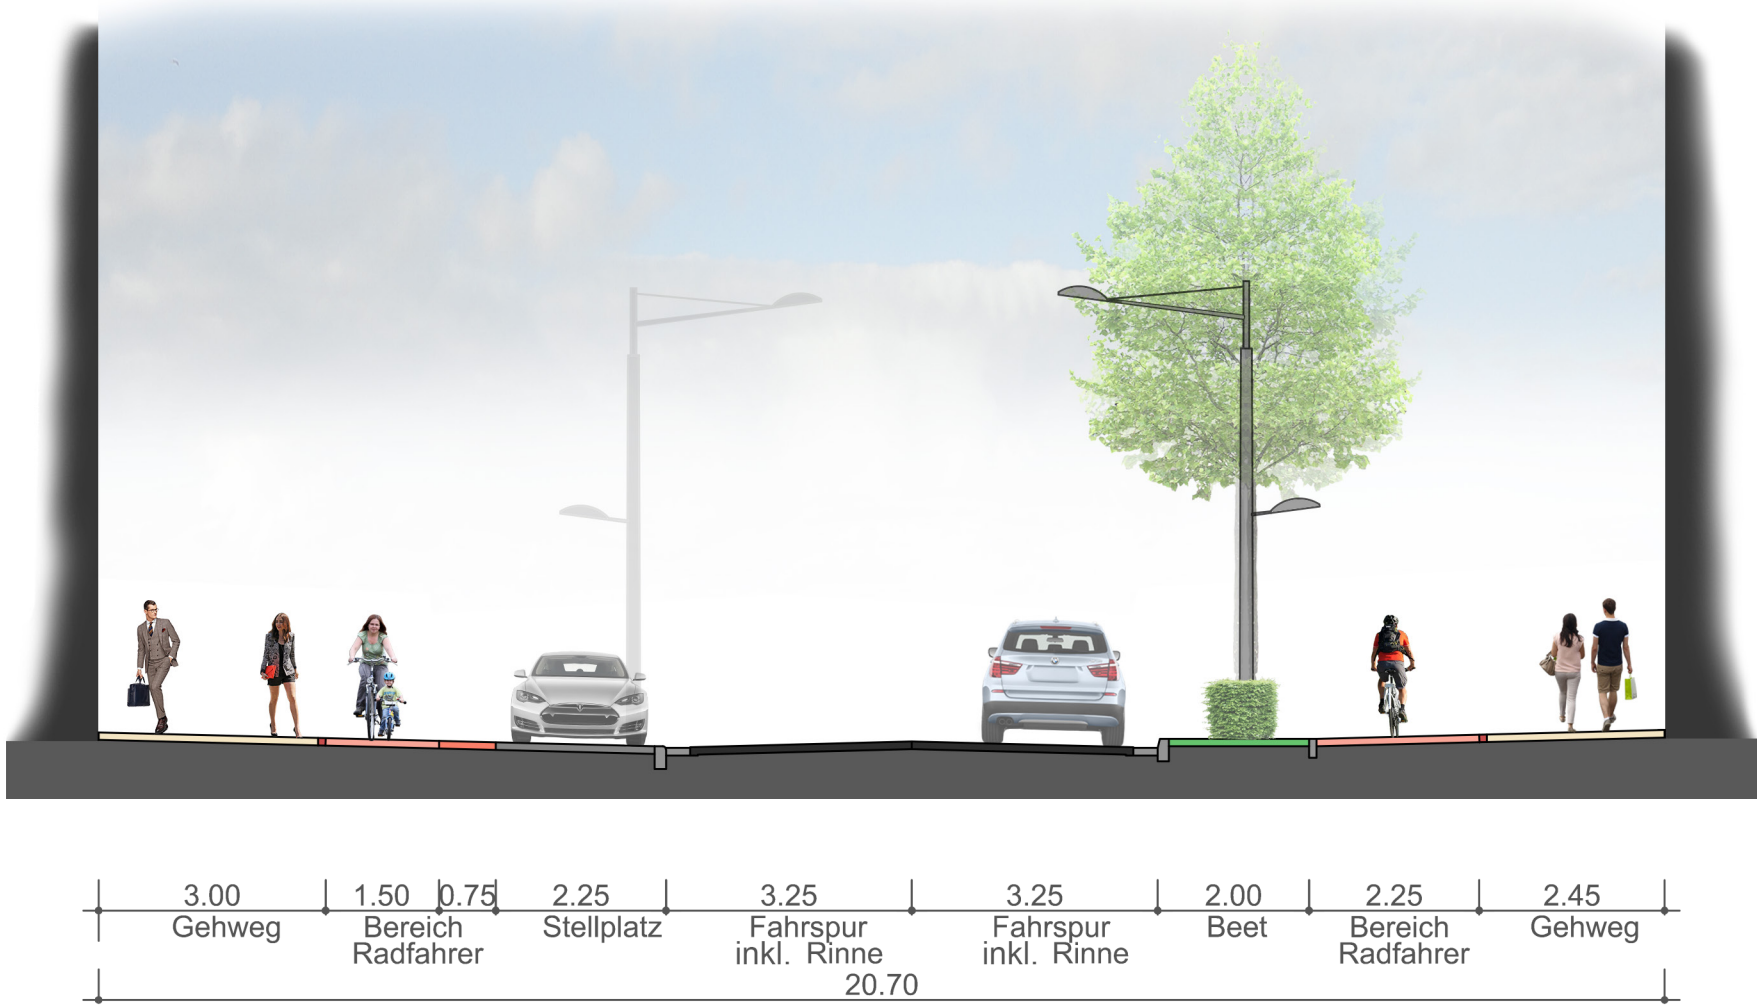 3.00 1.50 0.75 2.25 3.25 3.25 2.00 2.25 2.45
Gehweg Bereich Stellplatz Fahrspur Fahrspur Beet Bereich Gehweg
Radfahrer inkl. Rinne inkl. Rinne Radfahrer
20.70